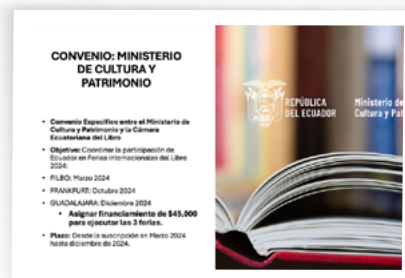 CONVENIO: MINISTERIO
DE CULTURA Y
PATRIMONIO
• Convenio Específico entre el Ministerio de
Cultura y Patrimonio y la Cámara
Ecuatoriana del Libro
• Objetivo: Coordinar la participación de
Ecuador en Ferias Internacionales del Libro
2024:
• FILBO: Marzo 2024
• FRANKFURT: Octubre 2024
• GUADALAJARA: Diciembre 2024
• Asignar financiamiento de $45,000
para ejecutar las 3 ferias.
• Plazo: Desde la suscripción en Marzo 2024
hasta diciembre de 2024.
REPÚBLICA
DEL ECUADOR
Ministerio de
Cultura y Pat